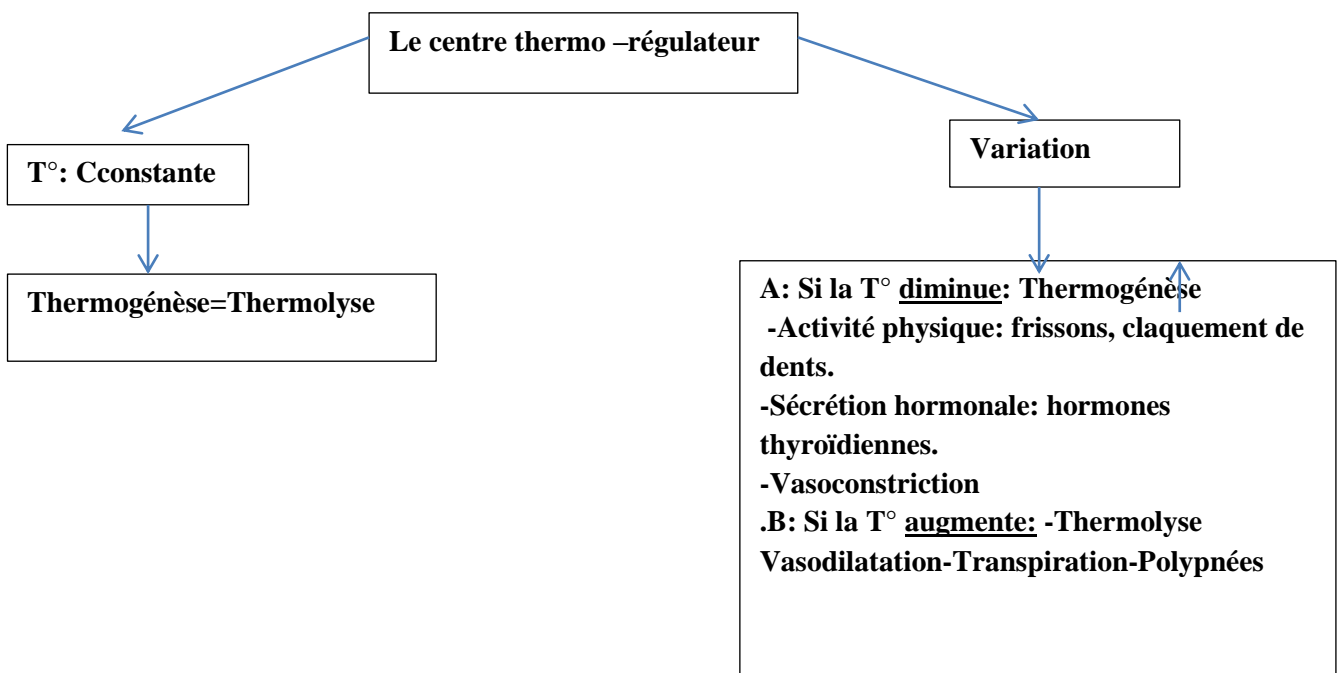 Le centre thermo –régulateur
T°: Cconstante
Variation
Thermogénèse=Thermolyse
A: Si la T° diminue: Thermogénèse
-Activité physique: frissons, claquement de
dents.
-Sécrétion hormonale: hormones
thyroïdiennes.
-Vasoconstriction
.B: Si la T° augmente: -Thermolyse
Vasodilatation-Transpiration-Polypnées